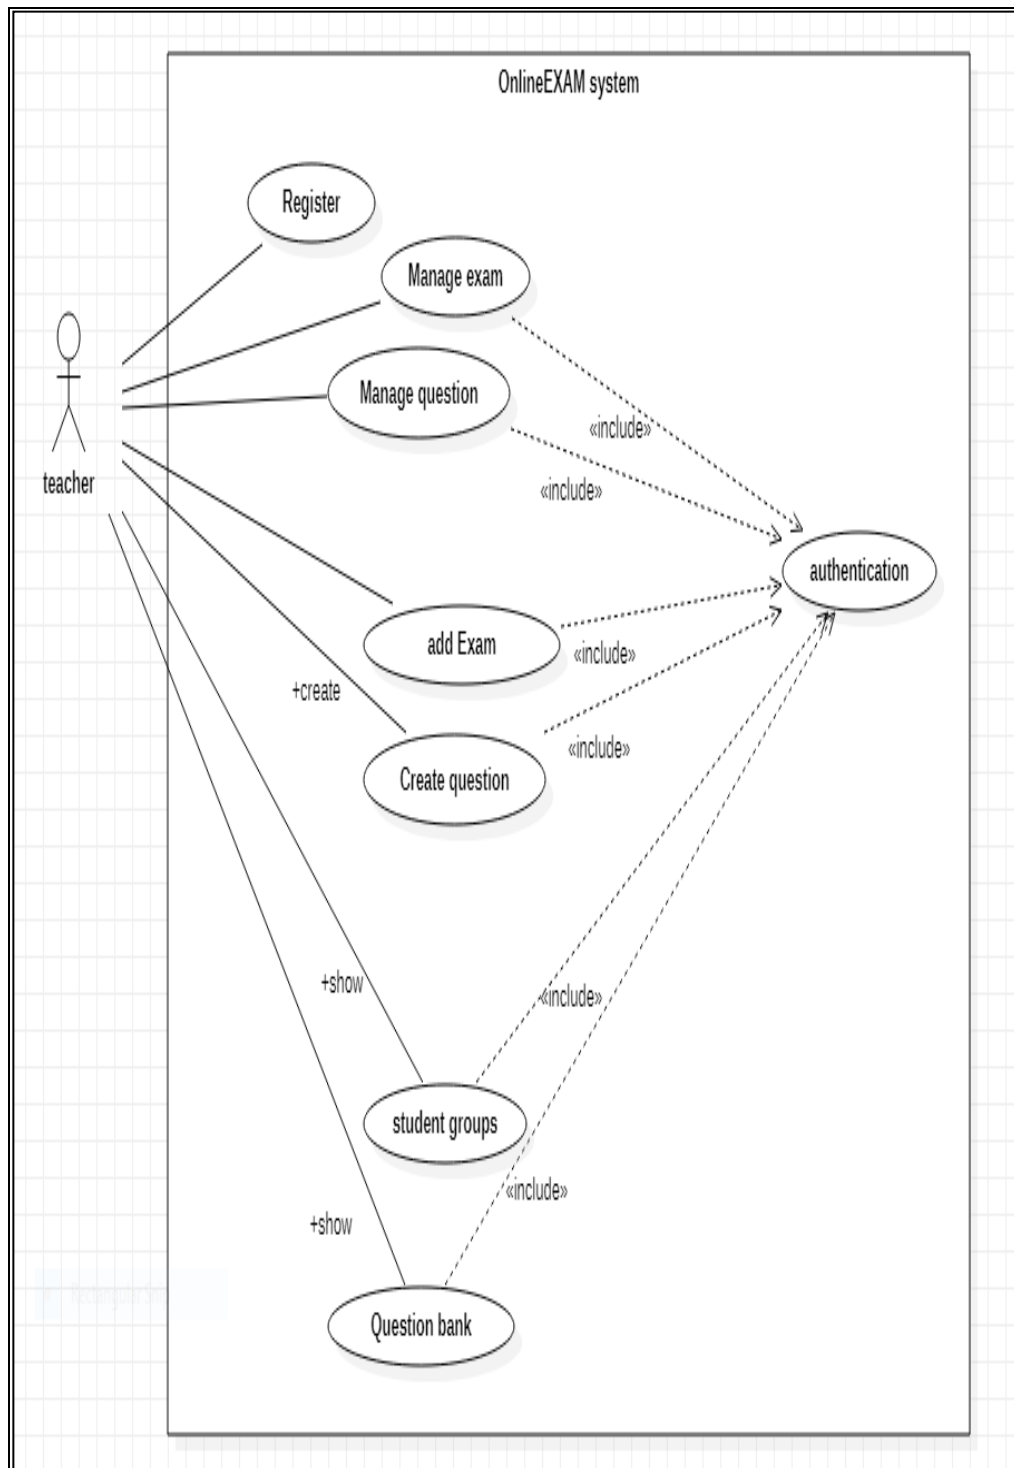 OnlineEXAM system
Register
Manage exam
Manage question
«include»
«include»
teacher
authentication
add Exam
«include»
+create
«include»
Create question
+show
«include»
student groups
«include»
+show
Question bank